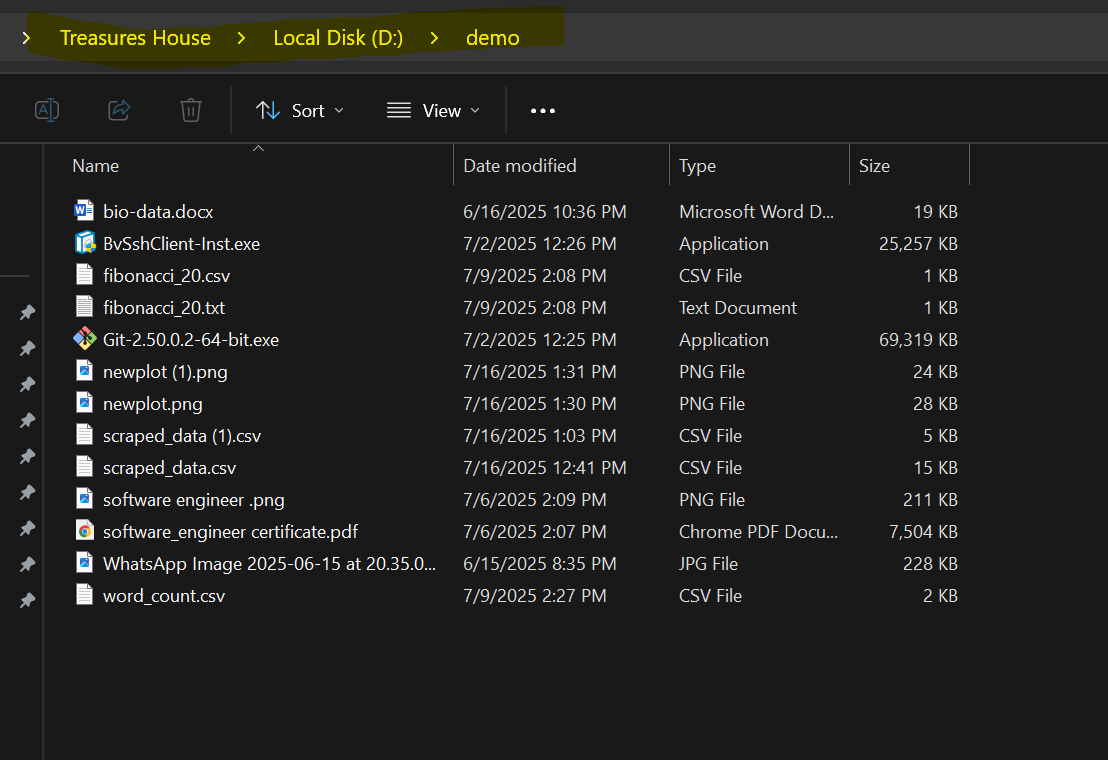 > Treasures House > Local Disk (D:) > demo
Sort View ...
Name Date modified Type Size
bio-data.docx 6/16/2025 10:36 PM Microsoft Word D... 19 KB
BvSshClient-Inst.exe 7/2/2025 12:26 PM Application 25,257 KB
fibonacci_20.csv 7/9/2025 2:08 PM CSV File 1 KB
fibonacci_20.txt 7/9/2025 2:08 PM Text Document 1 KB
Git-2.50.0.2-64-bit.exe 7/2/2025 12:25 PM Application 69,319 KB
newplot (1).png 7/16/2025 1:31 PM PNG File 24 KB
newplot.png 7/16/2025 1:30 PM PNG File 28 KB
scraped_data (1).csv 7/16/2025 1:03 PM CSV File 5 KB
scraped_data.csv 7/16/2025 12:41 PM CSV File 15 KB
software engineer .png 7/6/2025 2:09 PM PNG File 211 KB
software_engineer certificate.pdf 7/6/2025 2:07 PM Chrome PDF Docu... 7,504 KB
WhatsApp Image 2025-06-15 at 20.35.0... 6/15/2025 8:35 PM JPG File 228 KB
word_count.csv 7/9/2025 2:27 PM CSV File 2 KB